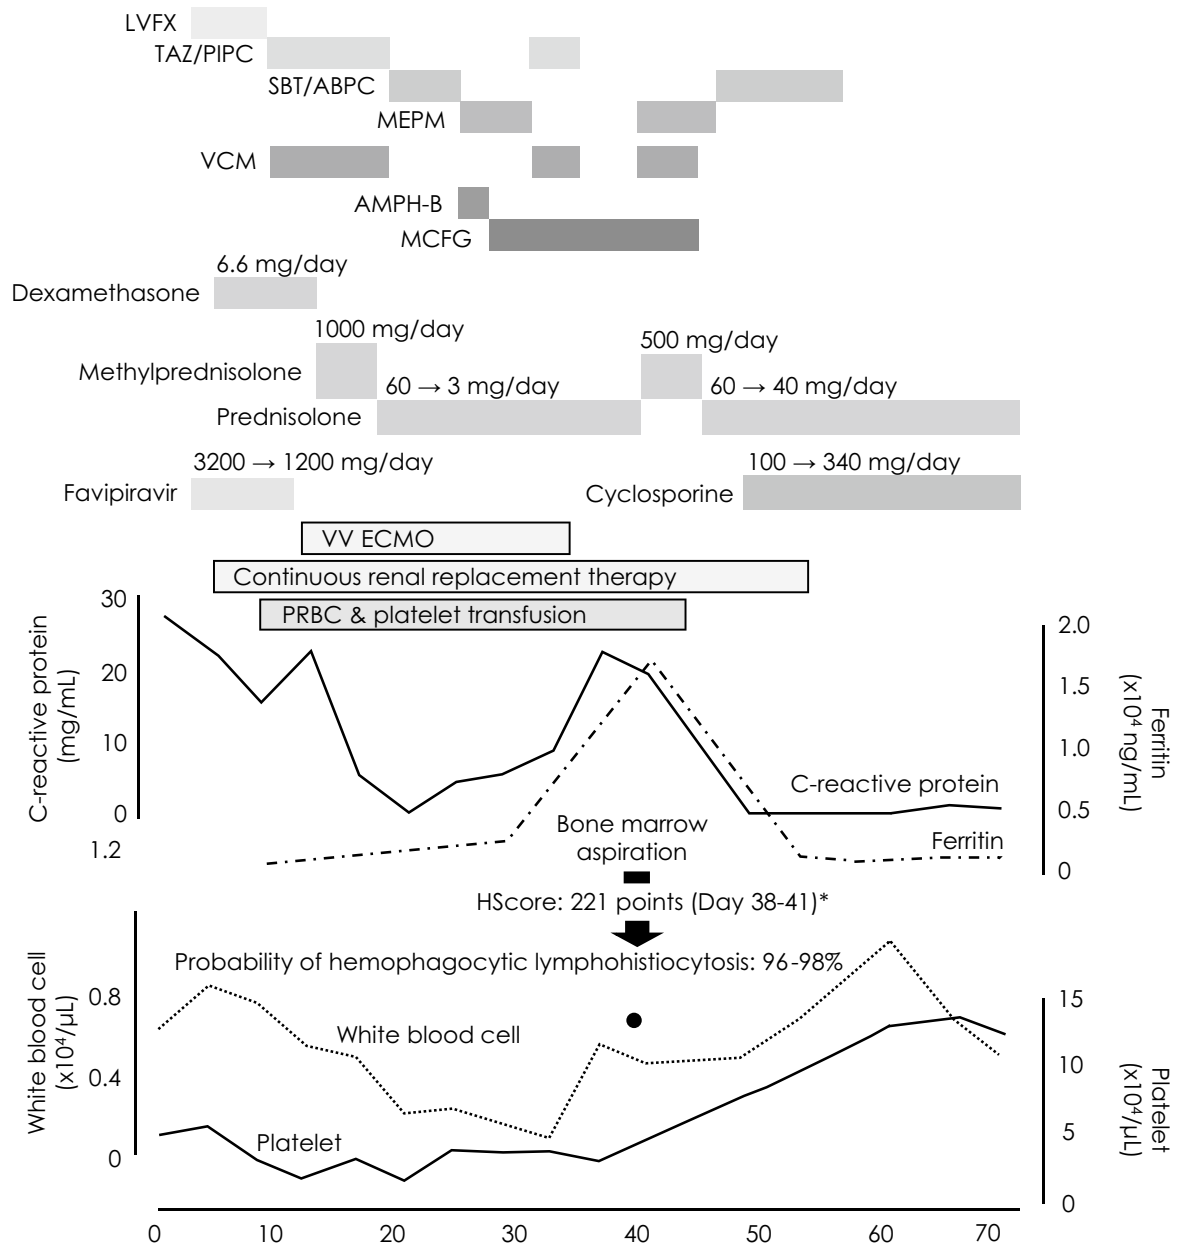 LVFX
TAZ/PIPC
SBT/ABPC
MEPM
VCM
AMPH-B
MCFG
6.6 mg/day
Dexamethasone
1000 mg/day
500 mg/day
Methylprednisolone
60 → 3 mg/day
60 → 40 mg/day
Prednisolone
3200 → 1200 mg/day
100 → 340 mg/day
Favipiravir
Cyclosporine
VV ECMO
Continuous renal replacement therapy
PRBC & platelet transfusion
C-reactive protein
(mg/mL)
30
20
10
0
2.0
1.5
1.0
0.5
0
Ferritin
(x10⁴ ng/mL)
C-reactive protein
Ferritin
Bone marrow
aspiration
HScore: 221 points (Day 38-41)*
Probability of hemophagocytic lymphohistiocytosis: 96-98%
White blood cell
(x10⁴/µL)
1.2
0.8
0.4
0
White blood cell
Platelet
15
10
5
0
Platelet
(x10⁴/µL)
0 10 20 30 40 50 60 70